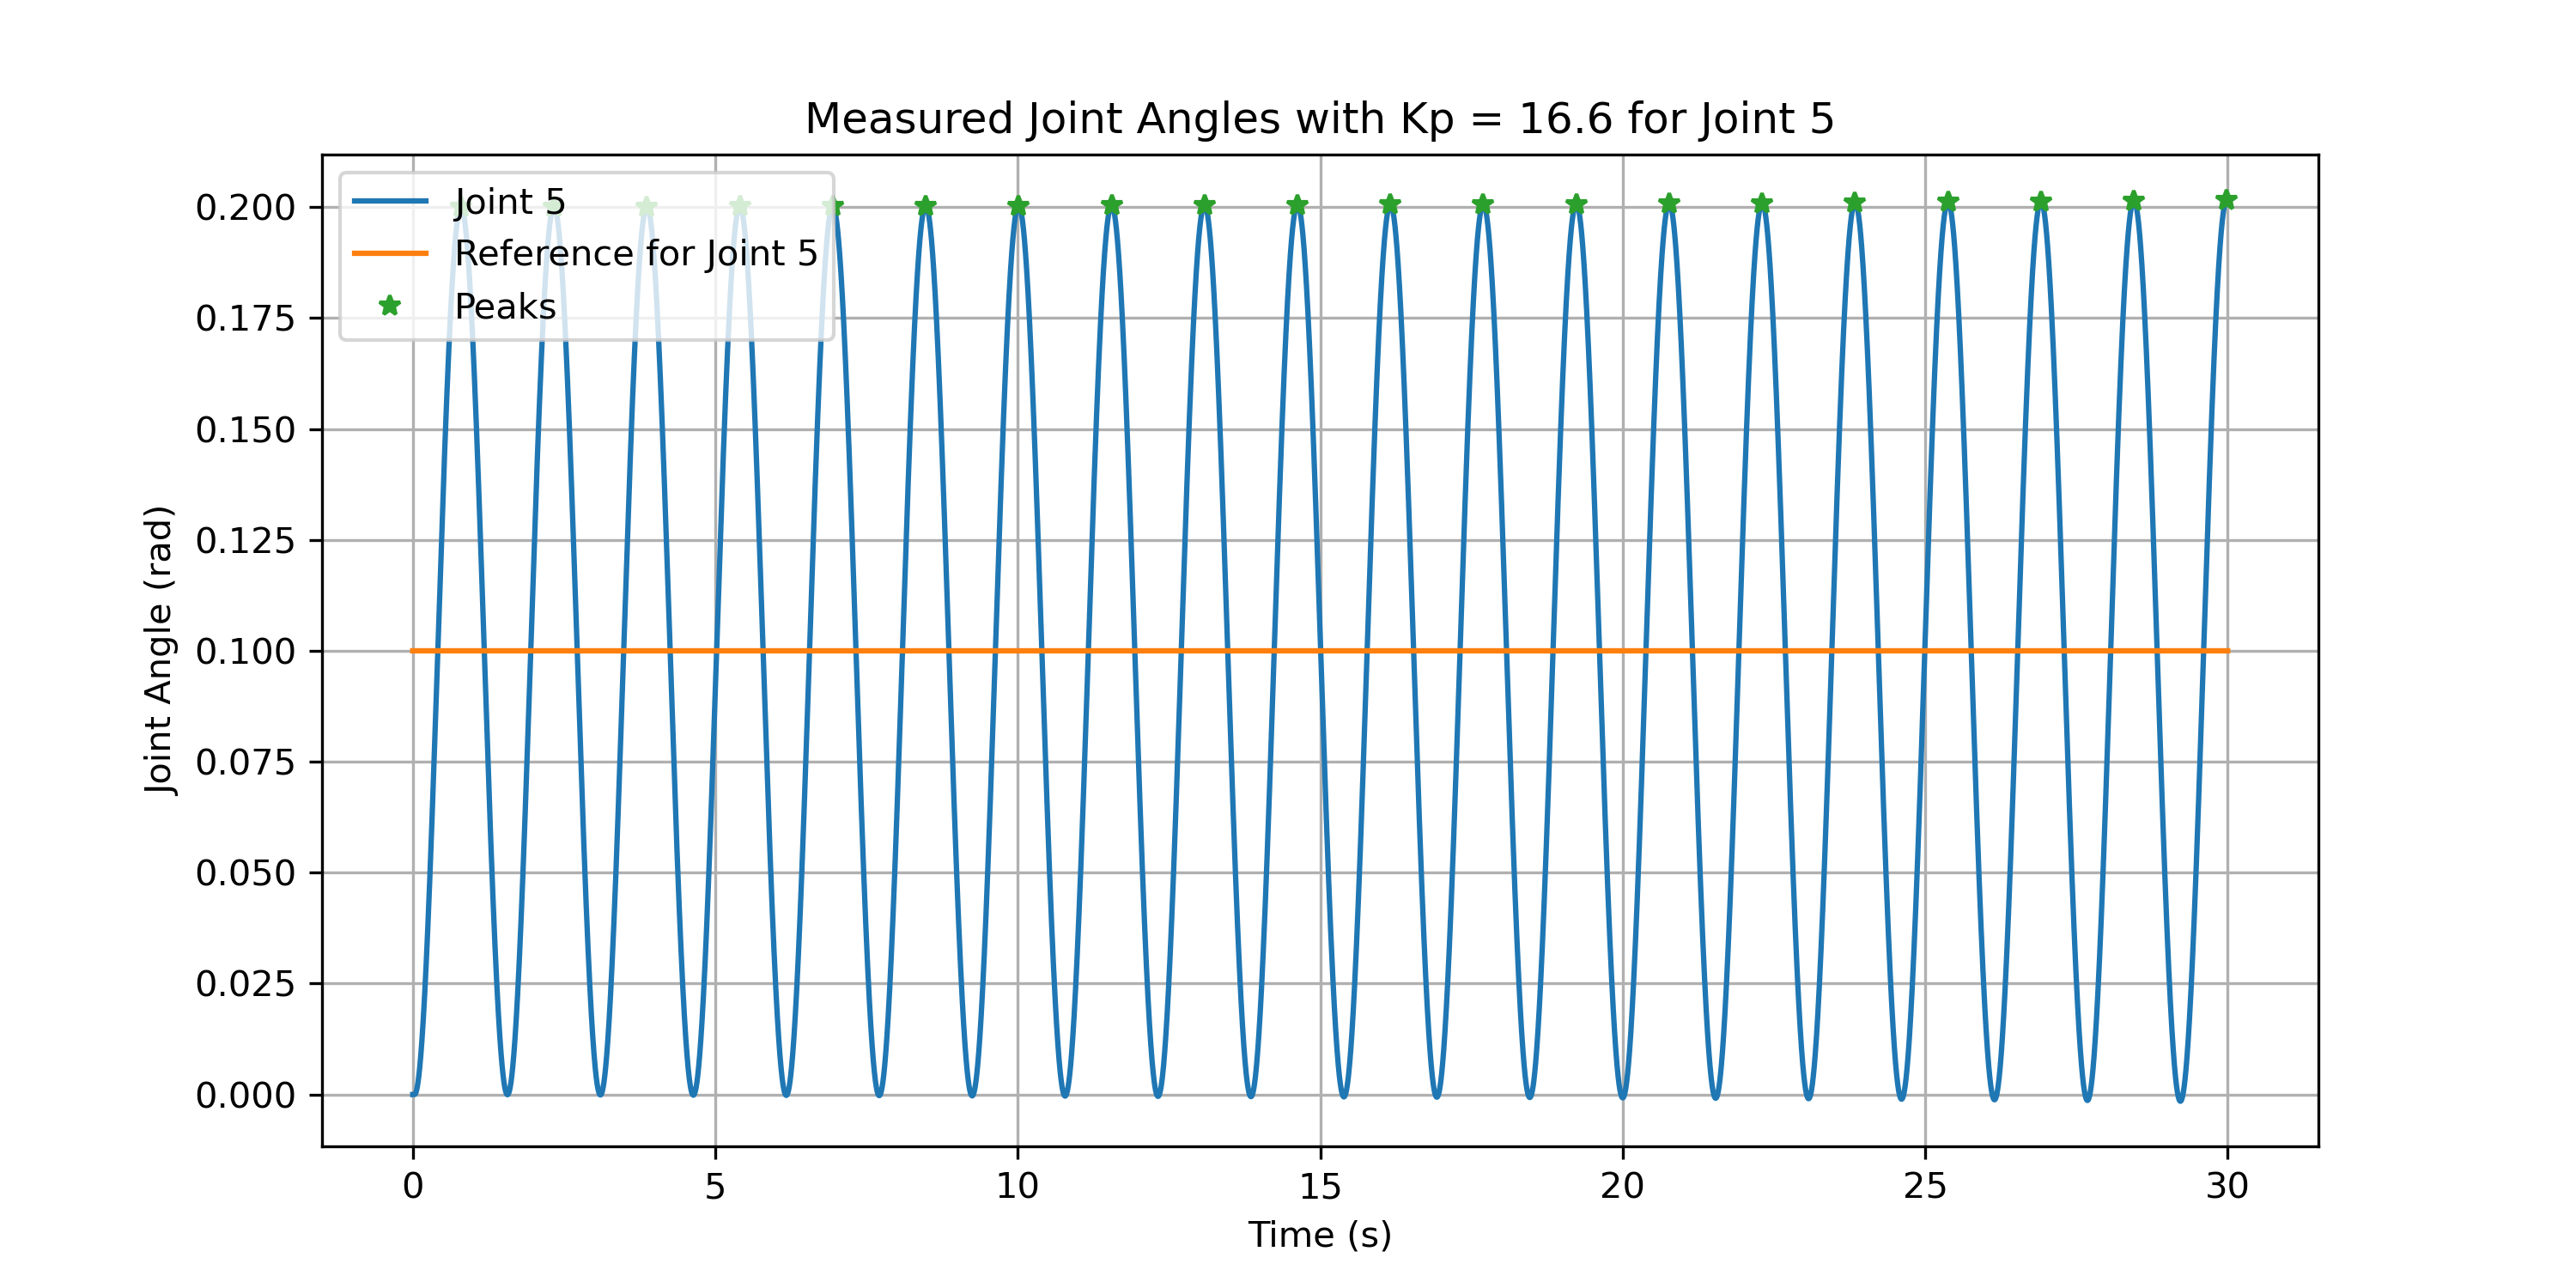 Measured Joint Angles with Kp = 16.6 for Joint 5
Joint 5
Reference for Joint 5
Peaks
Joint Angle (rad)
0.200
0.175
0.150
0.125
0.100
0.075
0.050
0.025
0.000
0 5 10 15 20 25 30
Time (s)